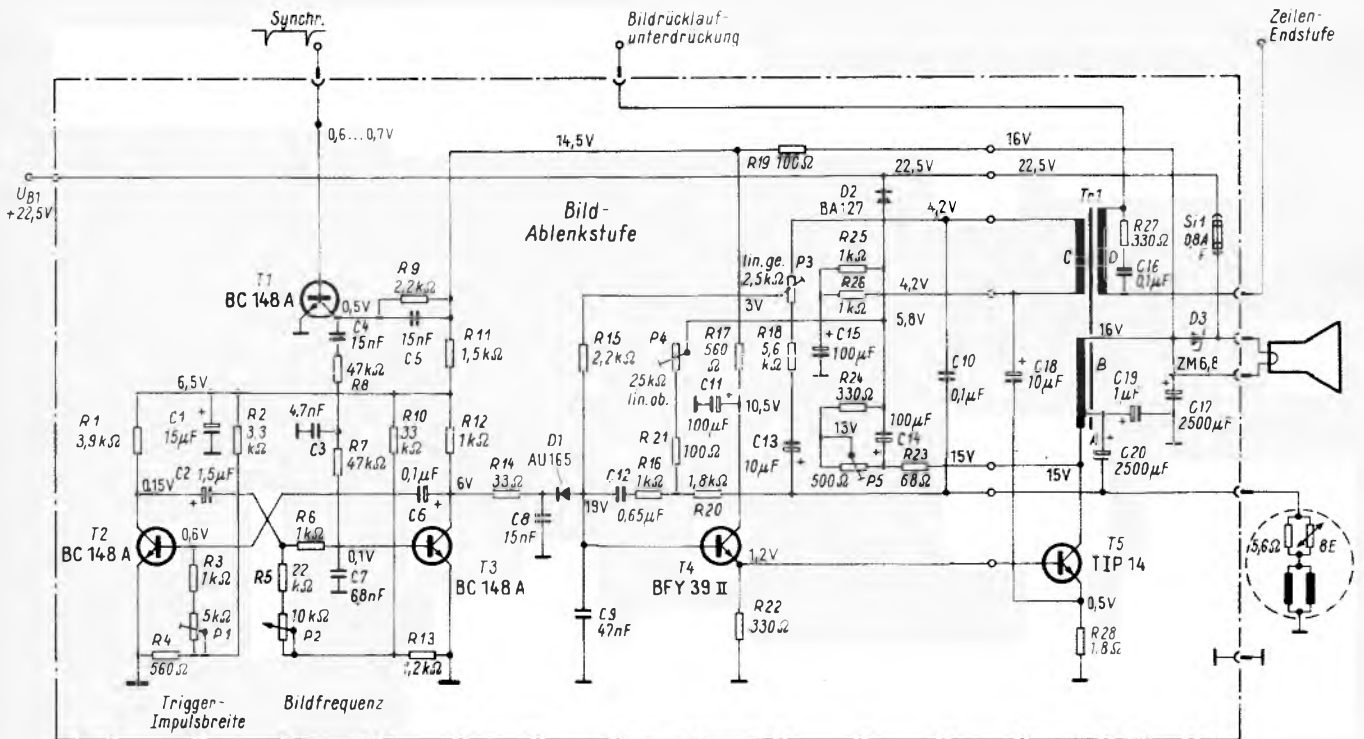 Synchr.
Bildrücklauf-
unterdrückung
Zeilen-
Endstufe
0,6...0,7V
14,5V
R19 100Ω
16V
22,5V
22,5V
UB1
+22,5V
Bild-
Ablenkstufe
D2
BA127
4,2V
Tr1
R27
330Ω
Si1
0,8A
F
C16
0,1µF
C
D
T1
BC 148 A
R9
2,2kΩ
0,5V
C4
15nF
15nF
C5
R11
1,5kΩ
47kΩ
R8
lin.ge.
2,5kΩ
P3
3V
R25
1kΩ
R26
1kΩ
4,2V
5,8V
16V
D3
ZM6,8
6,5V
R1
3,9kΩ
C1
15µF
R2
3,3
kΩ
4,7nF
C3
R7
47kΩ
R10
33
kΩ
R12
1kΩ
R15
2,2kΩ
P4
25kΩ
lin.ob.
R17
560
Ω
R18
5,6
kΩ
C15
100µF
C10
0,1µF
C18
10µF
B
C19
1µF
C17
2500µF
C11
100µF
10,5V
R24
330Ω
100µF
C14
13V
A
C20
2500µF
C2
1,5µF
0,15V
0,1µF
C6
6V
R14
33Ω
D1
AU165
19V
C12
0,65µF
R16
1kΩ
R21
100Ω
1,8kΩ
R20
C13
10µF
500Ω
P5
R23
68Ω
15V
15V
T2
BC 148 A
0,6V
R6
1kΩ
0,1V
C8
15nF
T3
BC 148 A
T4
BFY 39 II
1,2V
T5
TIP 14
0,5V
5,6Ω
8E
R3
1kΩ
R5
22
kΩ
C7
68nF
5kΩ
P1
10kΩ
P2
R4
560Ω
R13
1,2kΩ
C9
47nF
R22
330Ω
R28
1,8Ω
Trigger-
Impulsbreite
Bildfrequenz